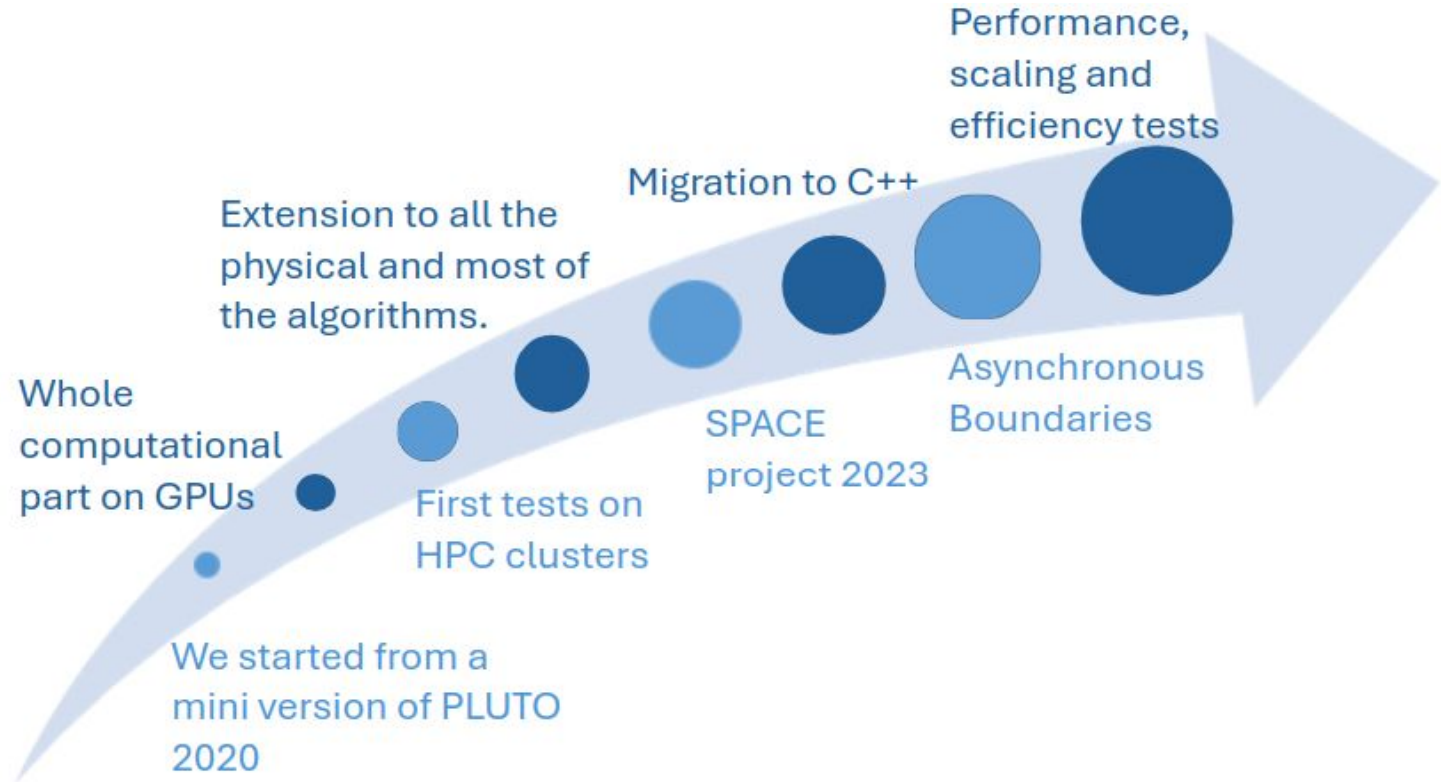 Performance,
scaling and
efficiency tests
Migration to C++
Extension to all the
physical and most of
the algorithms.
Whole
computational
part on GPUs
Asynchronous
Boundaries
SPACE
project 2023
First tests on
HPC clusters
We started from a
mini version of PLUTO
2020